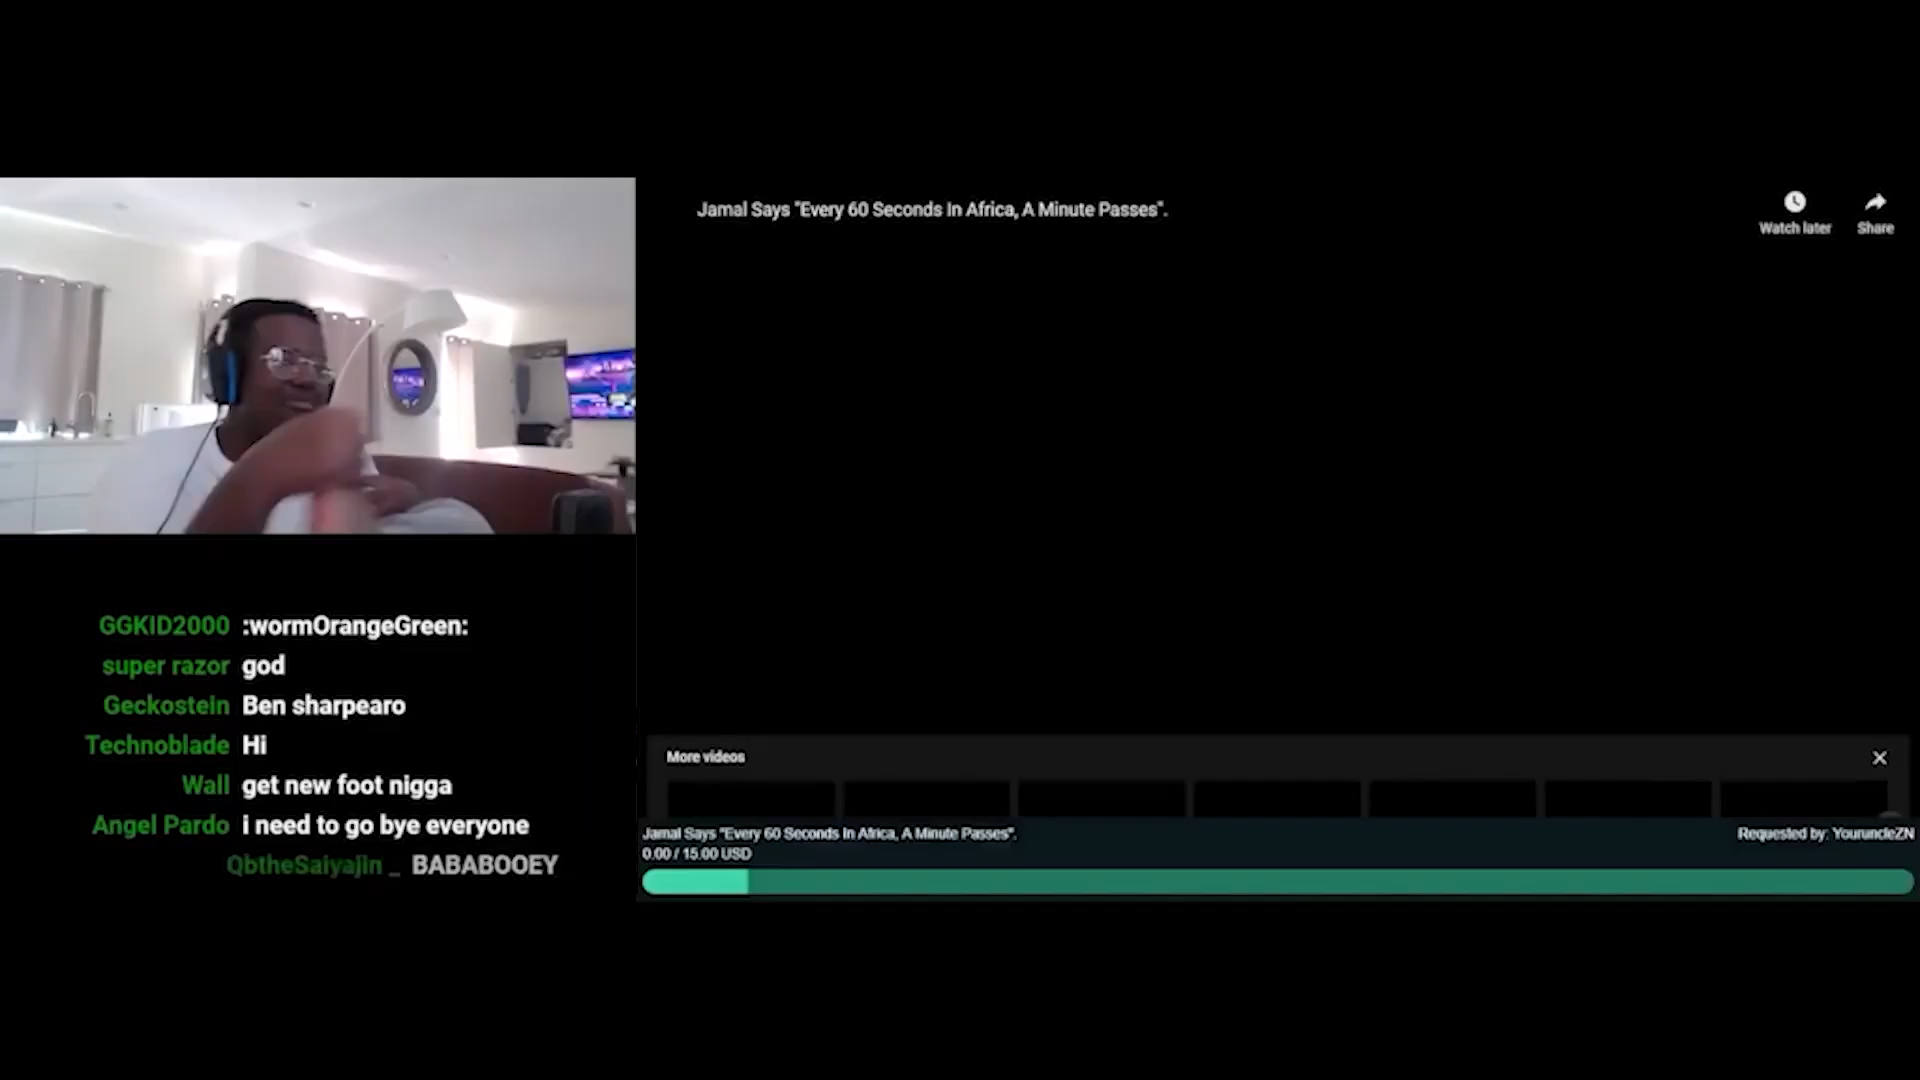 Jamal Says "Every 60 Seconds In Africa, A Minute Passes".
Watch later
Share
GGKID2000 :wormOrangeGreen:
super razor god
Geckostein Ben sharpearo
Technoblade Hi
Wall get new foot nigga
Angel Pardo i need to go bye everyone
QbtheSaiyajin _ BABABOOEY
More videos
Jamal Says "Every 60 Seconds In Africa, A Minute Passes".
Requested by: YouruncleZN
0.00 / 15.00 USD